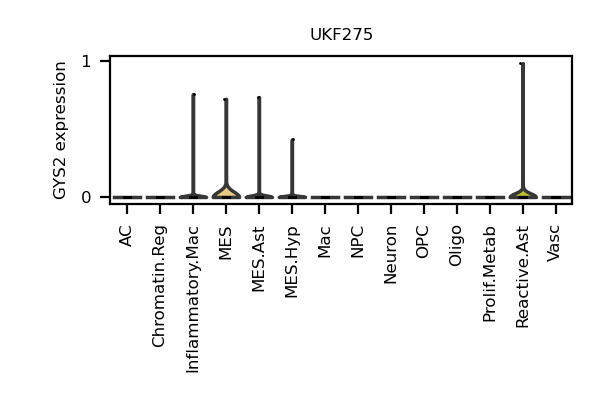 UKF275
GYS2 expression
1
0
AC
Chromatin.Reg
Inflammatory.Mac
MES
MES.Ast
MES.Hyp
Mac
NPC
Neuron
OPC
Oligo
Prolif.Metab
Reactive.Ast
Vasc